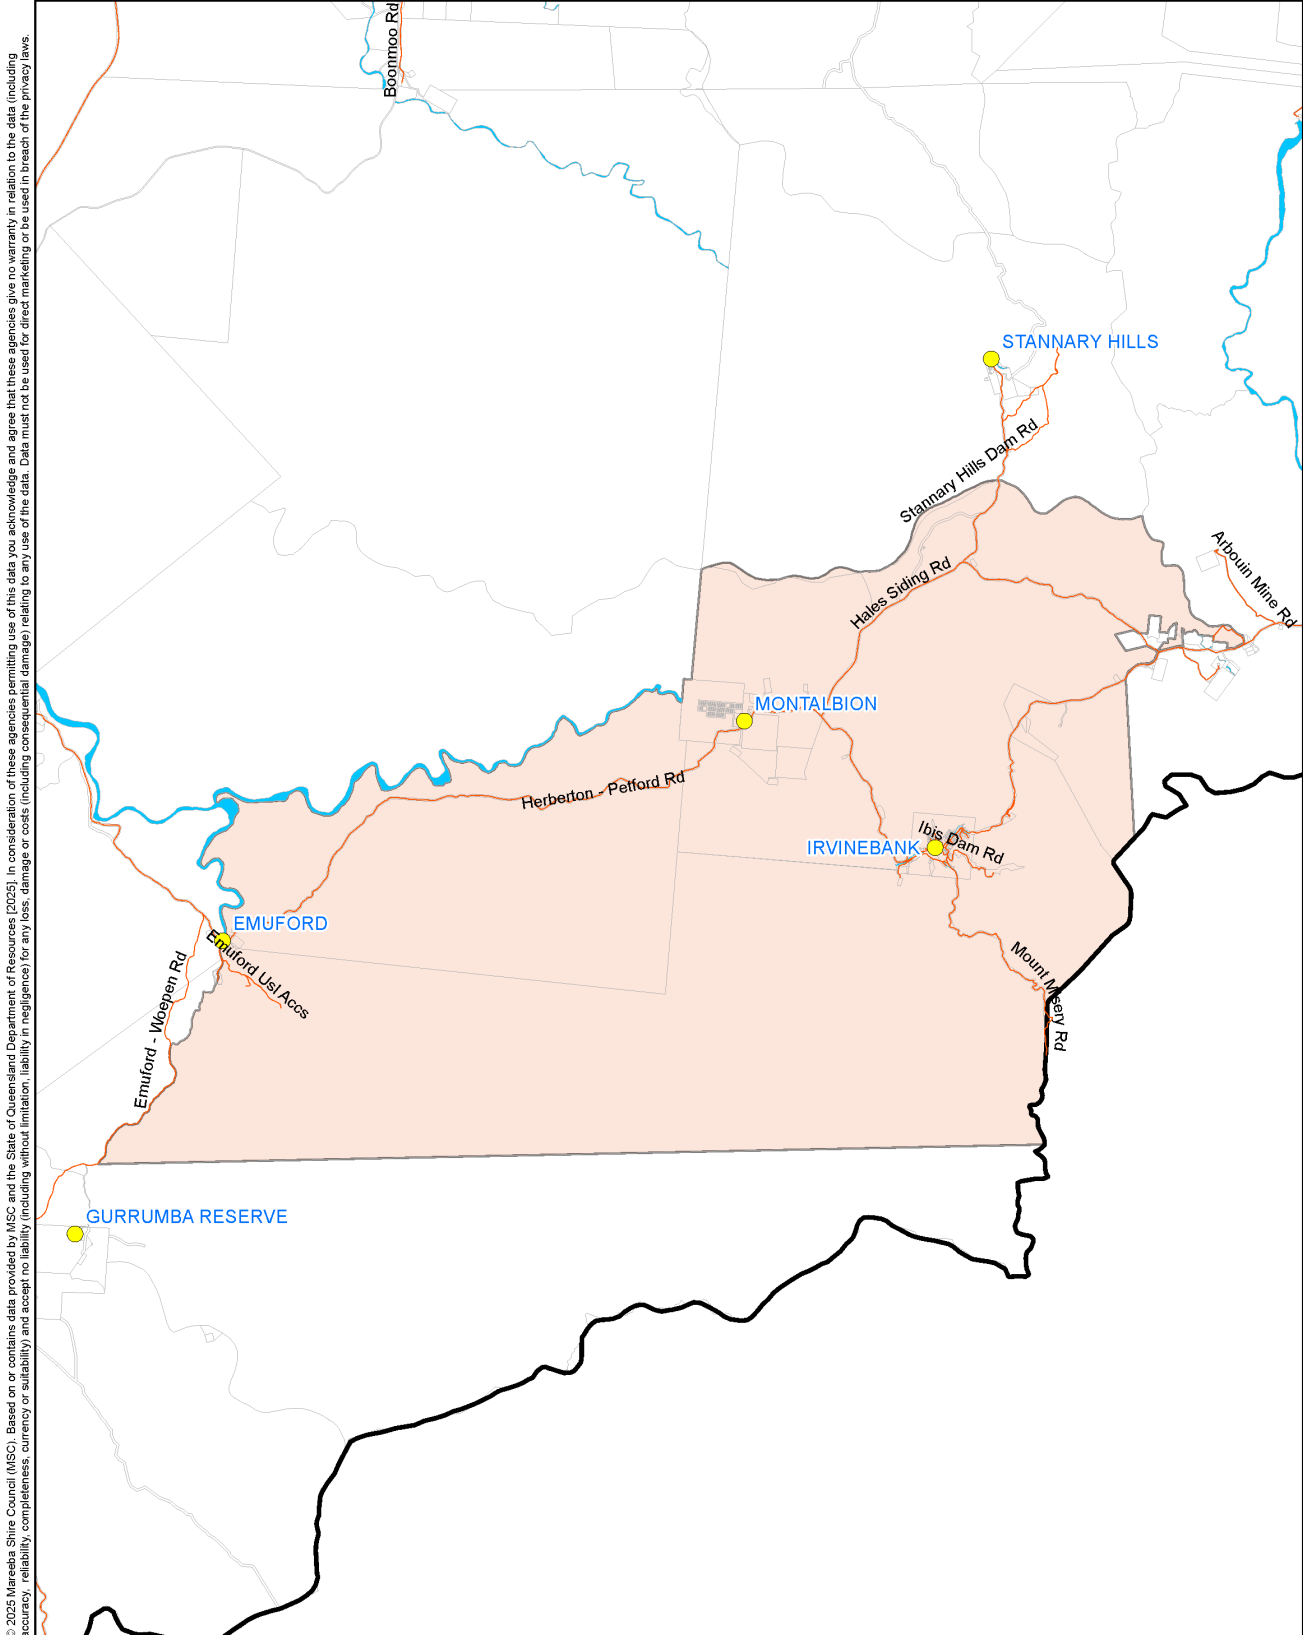 © 2025 Mareeba Shire Council (MSC). Based on or contains data provided by MSC and the State of Queensland Department of Resources [2025]. In consideration of these agencies permitting use of this data you acknowledge and agree that these agencies give no warranty in relation to the data (including
accuracy, reliability, completeness, currency or suitability) and accept no liability (including without limitation, liability in negligence) for any loss, damage or costs (including consequential damage) relating to any use of the data. Data must not be used for direct marketing or be used in breach of the privacy laws.
Boonmoo Rd
STANNARY HILLS
Stannary Hills Dam Rd
Arbouin Mine Rd
Hales Siding Rd
MONTALBION
Herberton - Petford Rd
Ibis Dam Rd
IRVINEBANK
EMUFORD
Emuford Usl Accs
Emuford - Woepen Rd
Mount Misery Rd
GURRUMBA RESERVE